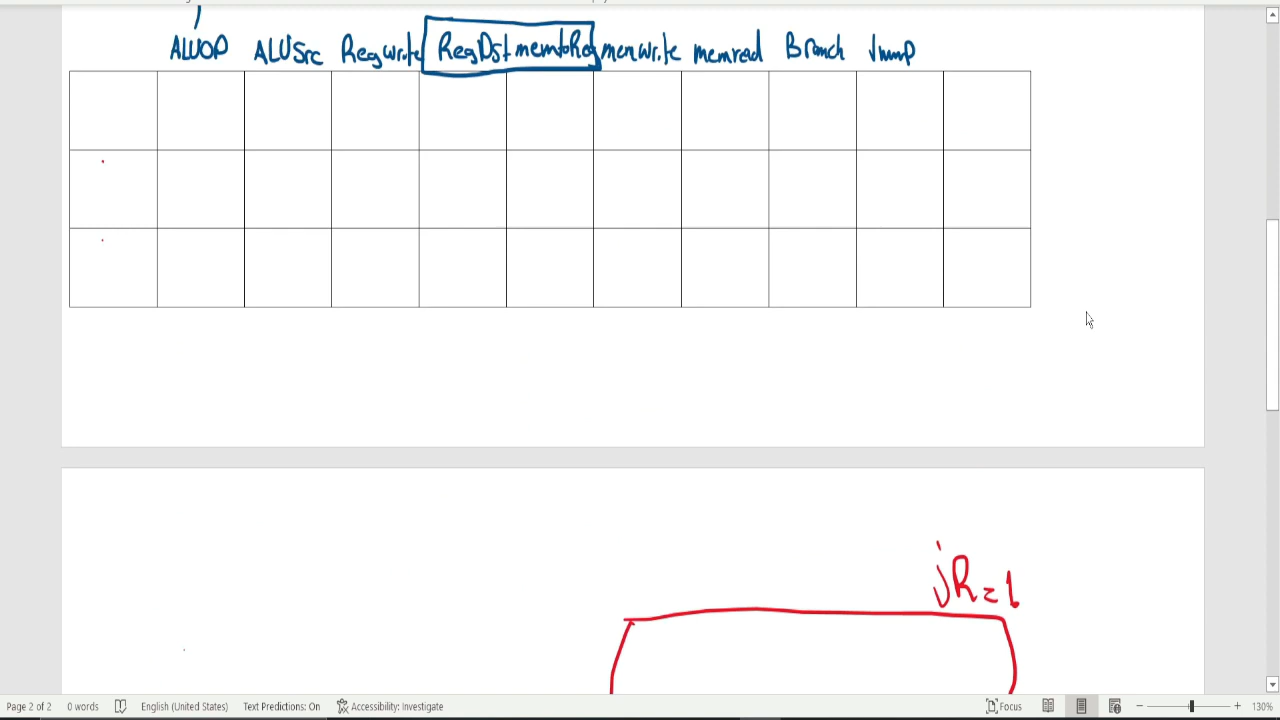 ALUOP ALUSrc RegWrite RegDst memtoReg memwrite memread Branch Jump
jR=1
Page 2 of 2 0 words English (United States) Text Predictions: On Accessibility: Investigate Focus 130%